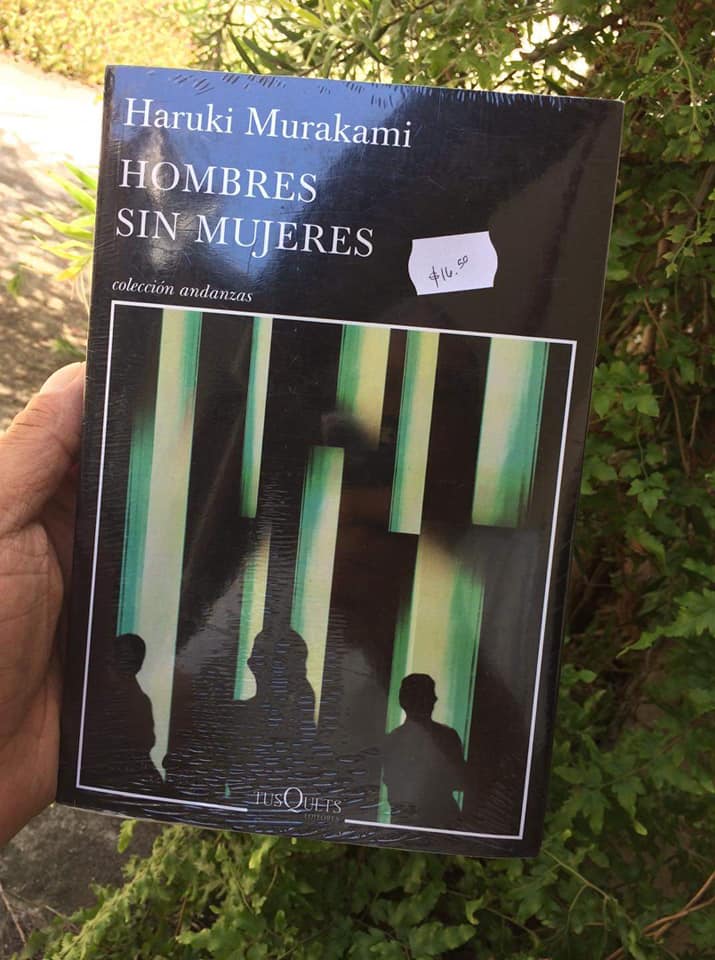 Haruki Murakami
HOMBRES
SIN MUJERES
$16.50
colección andanzas
TUSQUETS
EDITORES